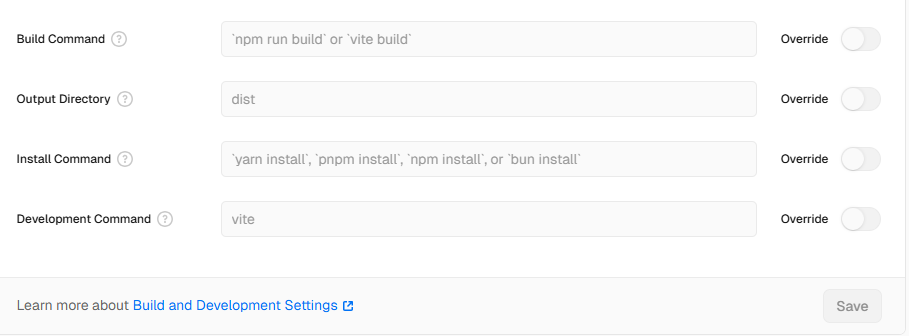 Build Command ? `npm run build` or `vite build` Override
Output Directory ? dist Override
Install Command ? `yarn install`, `pnpm install`, `npm install`, or `bun install` Override
Development Command ? vite Override
Learn more about Build and Development Settings Save